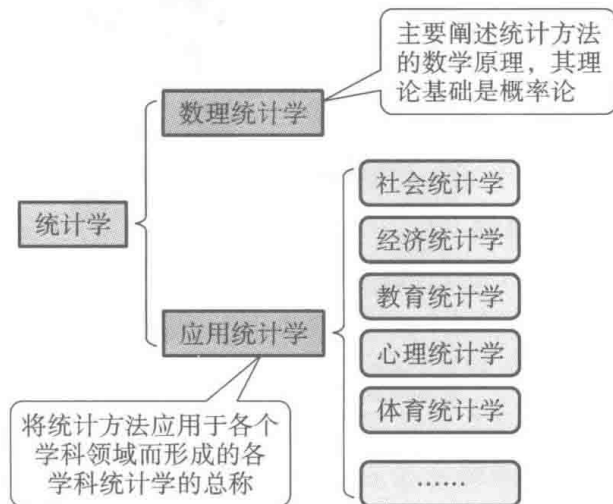 主要阐述统计方法
的数学原理，其理
论基础是概率论
数理统计学
社会统计学
统计学
经济统计学
教育统计学
应用统计学
心理统计学
体育统计学
将统计方法应用于各个
学科领域而形成的各
学科统计学的总称
……